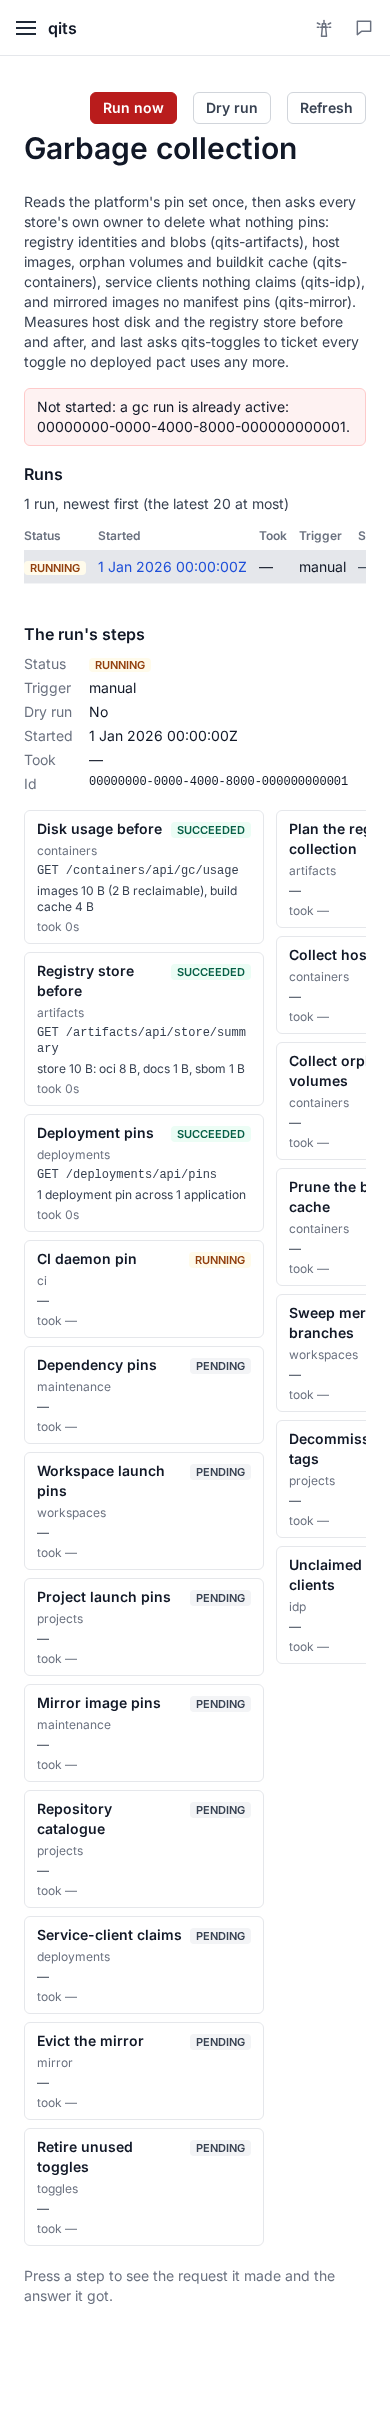 qits
Run now
Dry run
Refresh
Garbage collection
Reads the platform's pin set once, then asks every
store's own owner to delete what nothing pins:
registry identities and blobs (qits-artifacts), host
images, orphan volumes and buildkit cache (qits-
containers), service clients nothing claims (qits-idp),
and mirrored images no manifest pins (qits-mirror).
Measures host disk and the registry store before
and after, and last asks qits-toggles to ticket every
toggle no deployed pact uses any more.
Not started: a gc run is already active:
00000000-0000-4000-8000-000000000001.
Runs
1 run, newest first (the latest 20 at most)
Status Started Took Trigger S
RUNNING 1 Jan 2026 00:00:00Z — manual —
The run's steps
Status RUNNING
Trigger manual
Dry run No
Started 1 Jan 2026 00:00:00Z
Took —
Id 00000000-0000-4000-8000-000000000001
Disk usage before SUCCEEDED
containers
GET /containers/api/gc/usage
images 10 B (2 B reclaimable), build
cache 4 B
took 0s
Registry store SUCCEEDED
before
artifacts
GET /artifacts/api/store/summ
ary
store 10 B: oci 8 B, docs 1 B, sbom 1 B
took 0s
Deployment pins SUCCEEDED
deployments
GET /deployments/api/pins
1 deployment pin across 1 application
took 0s
CI daemon pin RUNNING
ci
—
took —
Dependency pins PENDING
maintenance
—
took —
Workspace launch PENDING
pins
workspaces
—
took —
Project launch pins PENDING
projects
—
took —
Mirror image pins PENDING
maintenance
—
took —
Repository PENDING
catalogue
projects
—
took —
Service-client claims PENDING
deployments
—
took —
Evict the mirror PENDING
mirror
—
took —
Retire unused PENDING
toggles
toggles
—
took —
Plan the reg
collection
artifacts
—
took —
Collect hos
containers
—
took —
Collect orp
volumes
containers
—
took —
Prune the b
cache
containers
—
took —
Sweep mer
branches
workspaces
—
took —
Decommiss
tags
projects
—
took —
Unclaimed
clients
idp
—
took —
Press a step to see the request it made and the
answer it got.